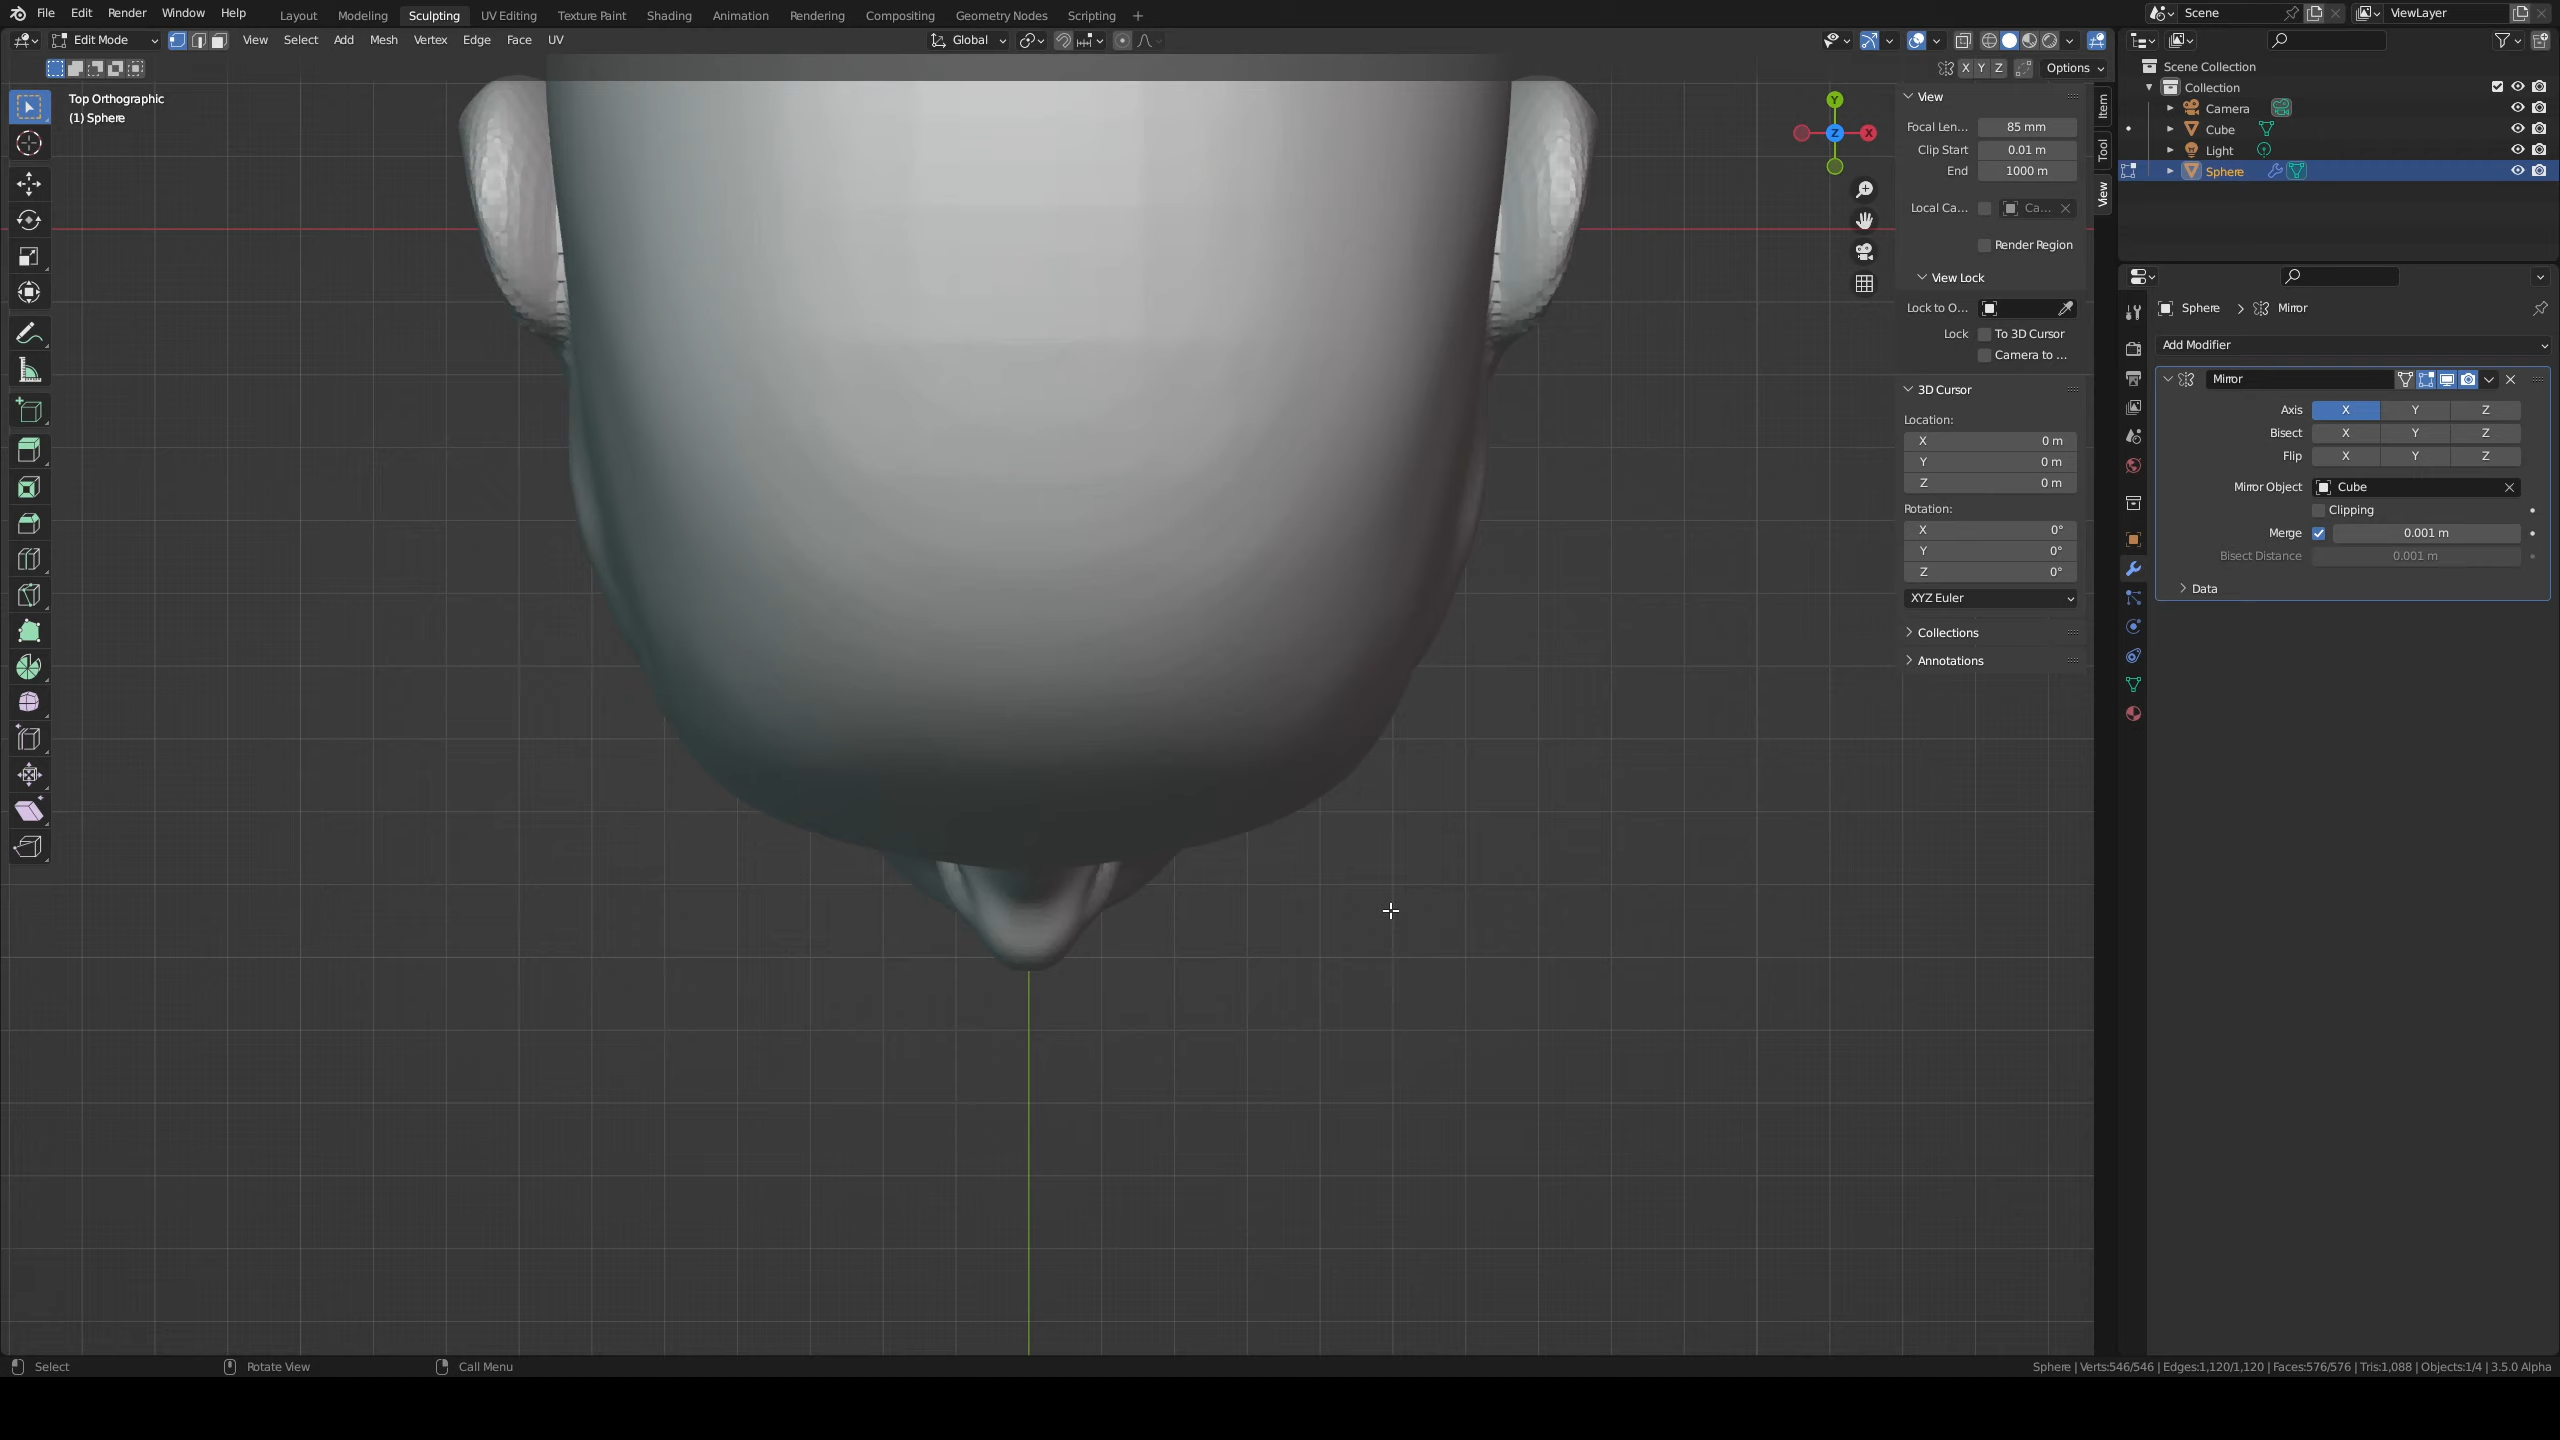 File Edit Render Window Help Layout Modeling Sculpting UV Editing Texture Paint Shading Animation Rendering Compositing Geometry Nodes Scripting + Scene ViewLayer
Edit Mode View Select Add Mesh Vertex Edge Face UV Global
X Y Z Options
Top Orthographic
(1) Sphere
Y
Z
X
View
Focal Len... 85 mm
Clip Start 0.01 m
End 1000 m
Local Ca... Ca...
Render Region
View Lock
Lock to O...
Lock To 3D Cursor
Camera to ...
3D Cursor
Location:
X 0 m
Y 0 m
Z 0 m
Rotation:
X 0°
Y 0°
Z 0°
XYZ Euler
Collections
Annotations
Item
Tool
View
Scene Collection
Collection
Camera
Cube
Light
Sphere
Sphere > Mirror
Add Modifier
Mirror
Axis X Y Z
Bisect X Y Z
Flip X Y Z
Mirror Object Cube
Clipping
Merge 0.001 m
Bisect Distance 0.001 m
Data
Select Rotate View Call Menu Sphere | Verts:546/546 | Edges:1,120/1,120 | Faces:576/576 | Tris:1,088 | Objects:1/4 | 3.5.0 Alpha